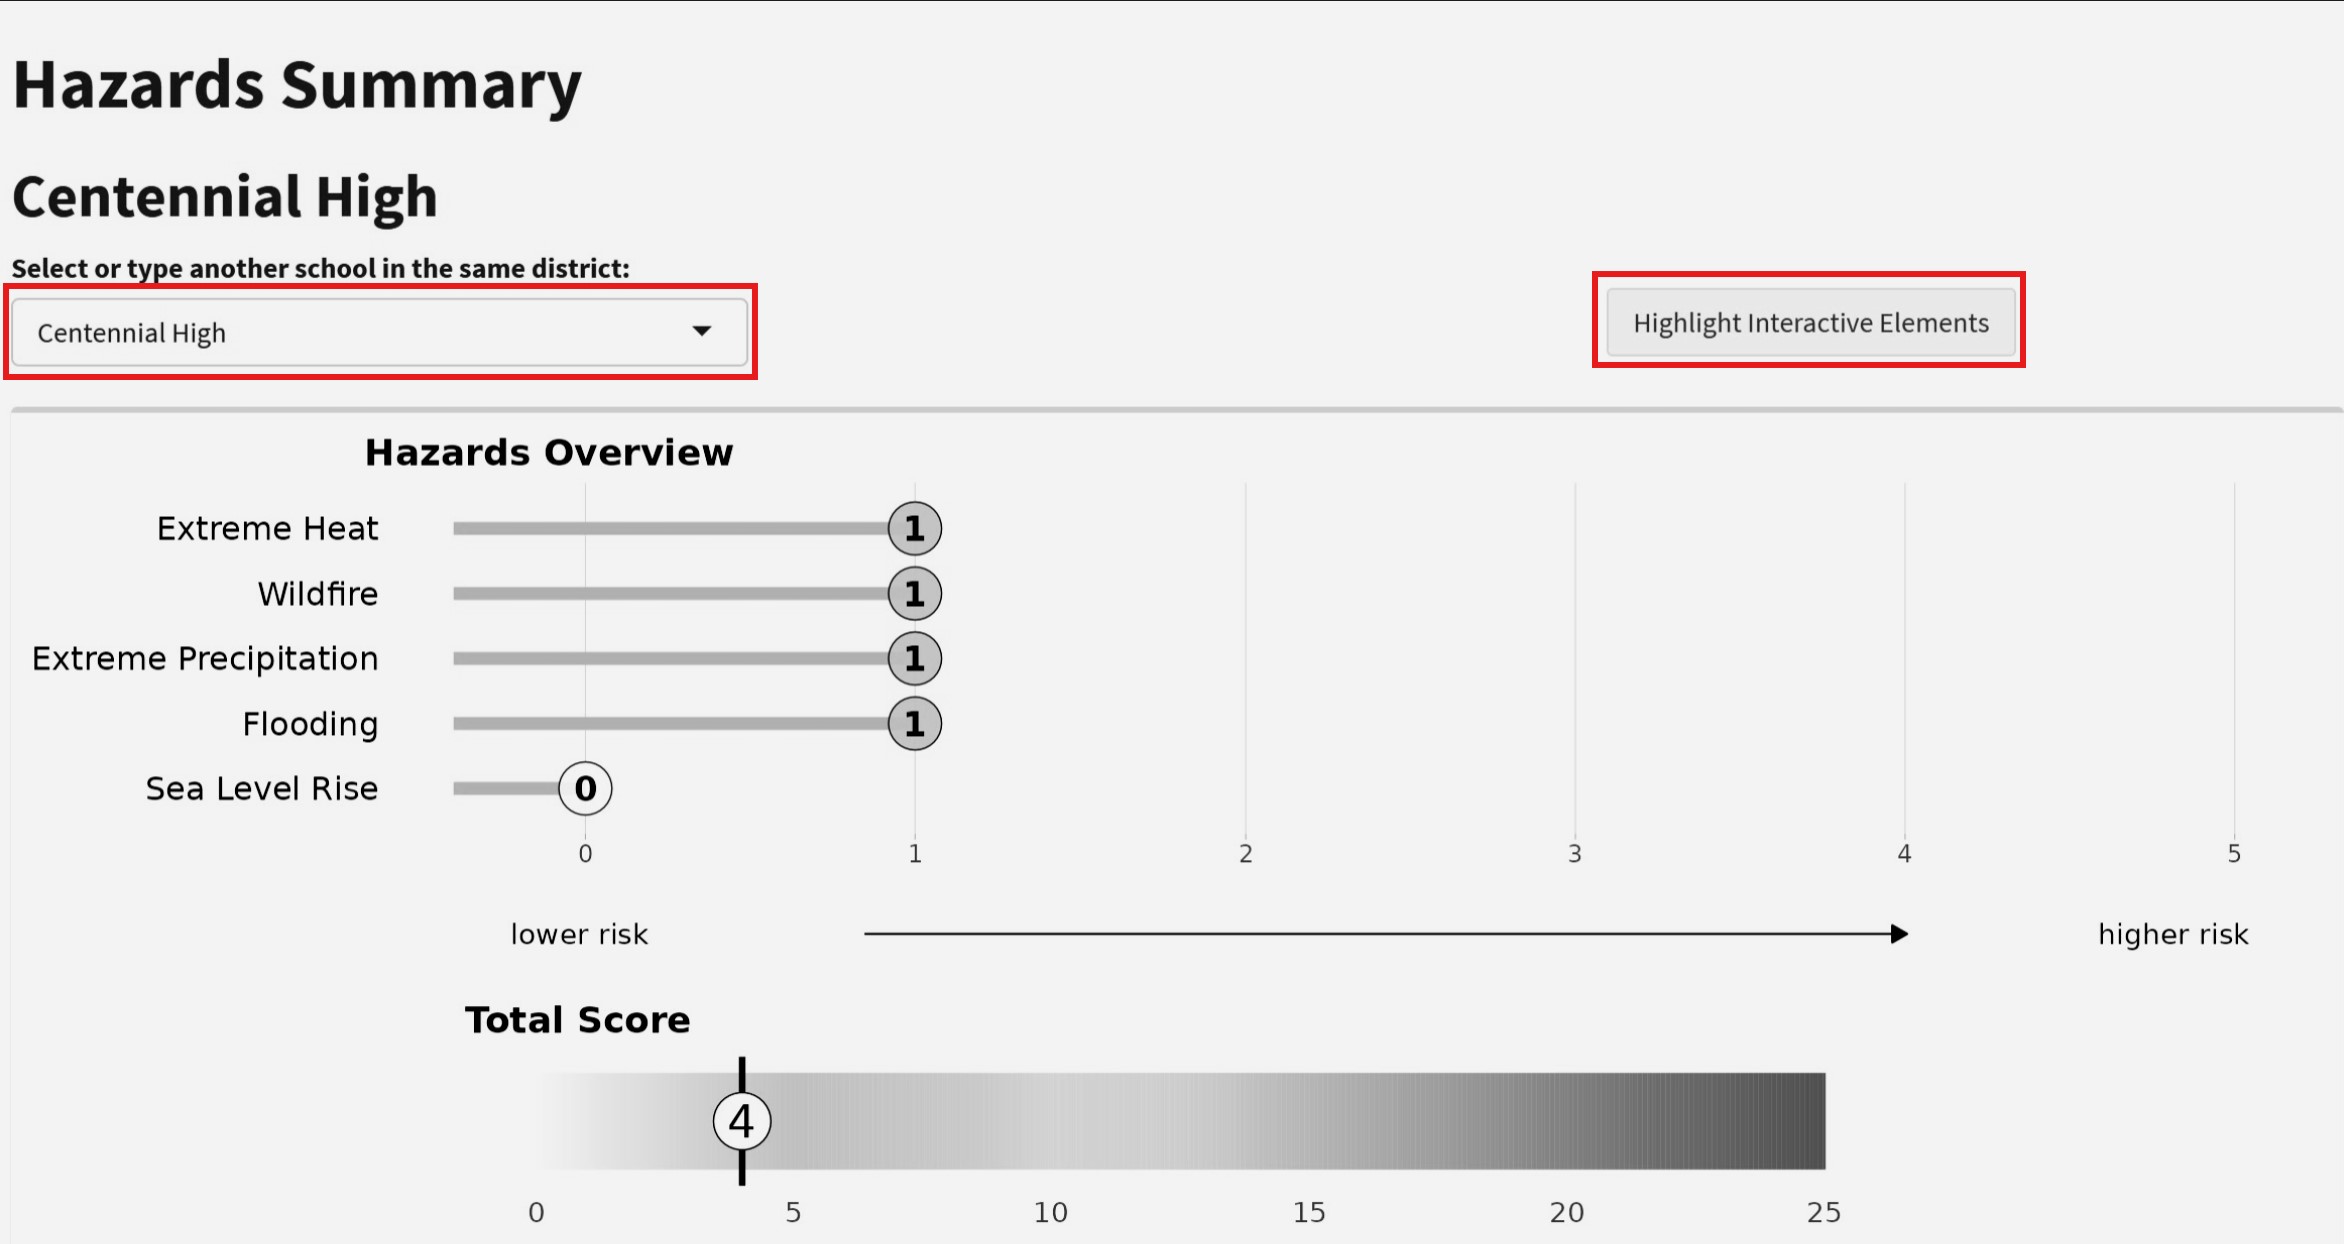 Hazards Summary
Centennial High
Select or type another school in the same district:
Centennial High
Highlight Interactive Elements
Hazards Overview
Extreme Heat 1
Wildfire 1
Extreme Precipitation 1
Flooding 1
Sea Level Rise 0
0 1 2 3 4 5
lower risk higher risk
Total Score
4
0 5 10 15 20 25